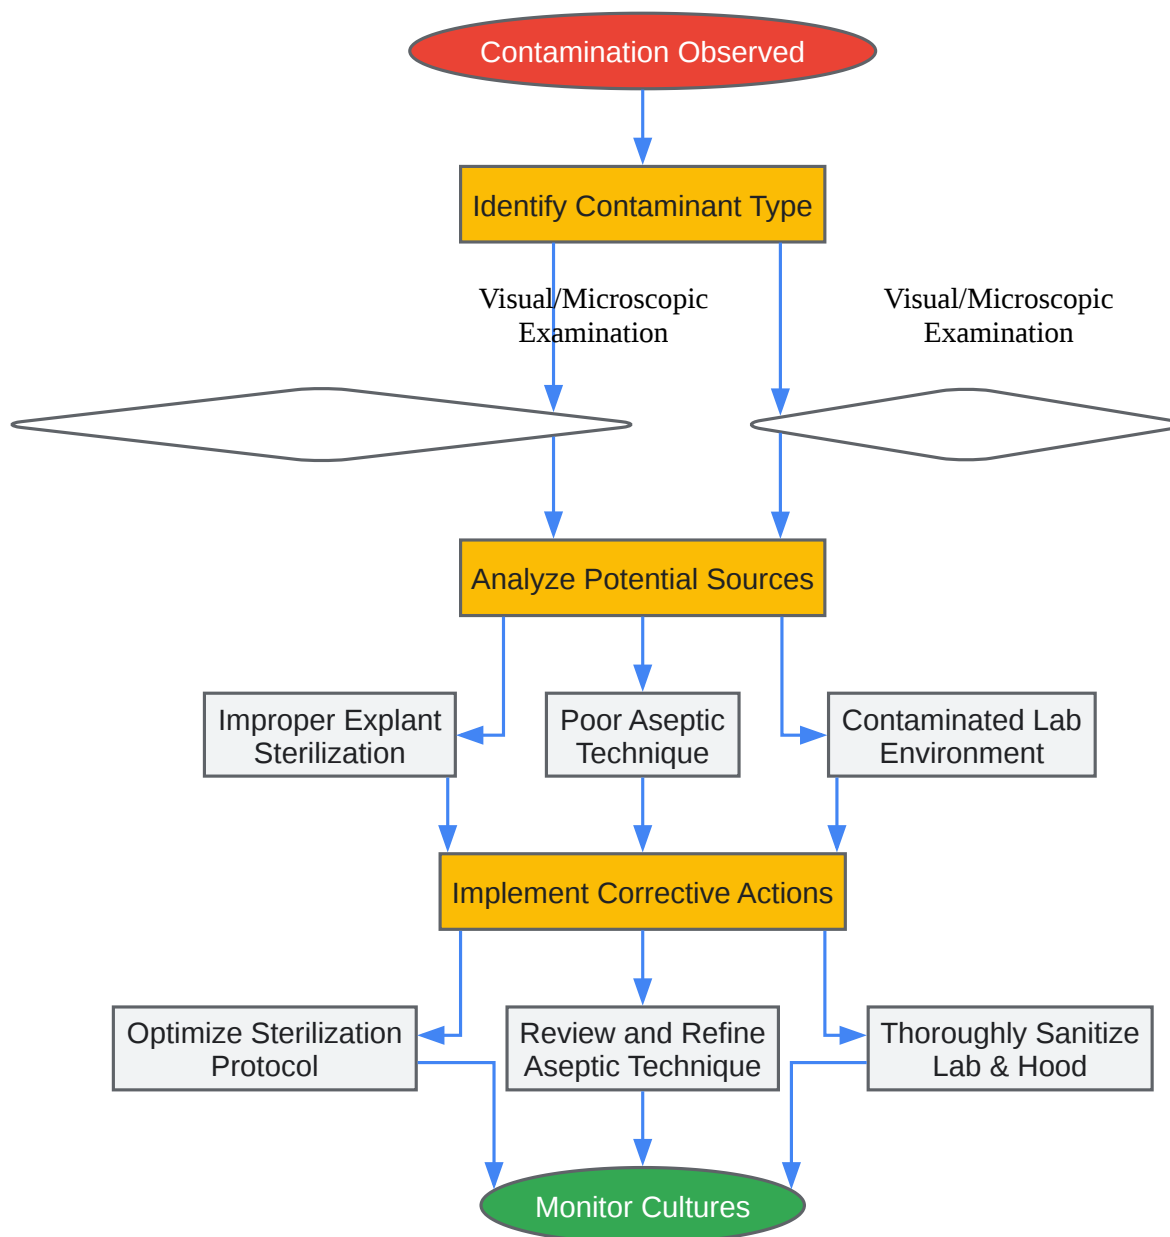 Contamination Observed
Identify Contaminant Type
Visual/Microscopic
Examination
Visual/Microscopic
Examination
Analyze Potential Sources
Improper Explant
Sterilization
Poor Aseptic
Technique
Contaminated Lab
Environment
Implement Corrective Actions
Optimize Sterilization
Protocol
Review and Refine
Aseptic Technique
Thoroughly Sanitize
Lab & Hood
Monitor Cultures